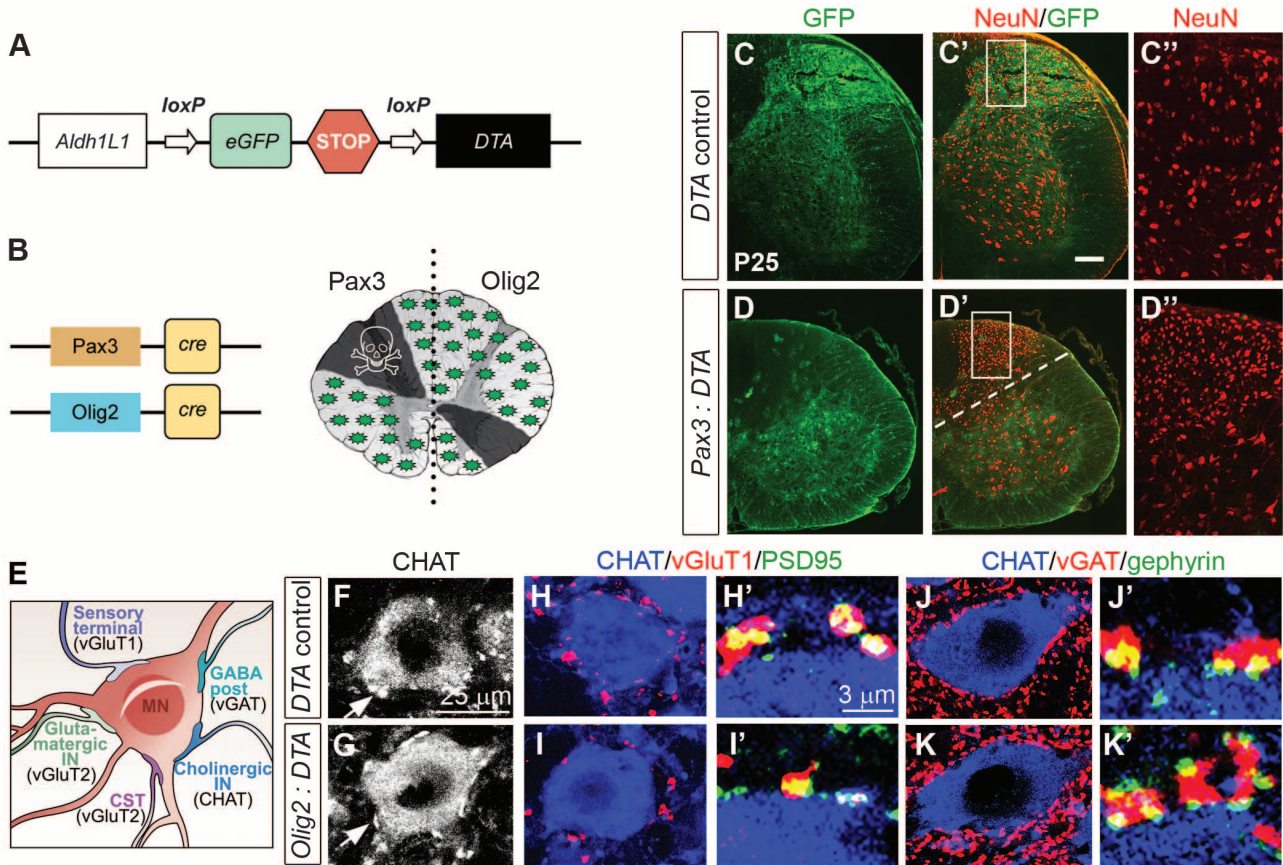 A
Aldh1L1
loxP
eGFP
STOP
loxP
DTA
B
Pax3
cre
Olig2
cre
Pax3
Olig2
GFP
NeuN/GFP
NeuN
DTA control
C
P25
C'
C''
Pax3 : DTA
D
D'
D''
E
Sensory
terminal
(vGluT1)
MN
GABA
post
(vGAT)
Gluta-
matergic
IN
(vGluT2)
Cholinergic
IN
(CHAT)
CST
(vGluT2)
CHAT
CHAT/vGluT1/PSD95
CHAT/vGAT/gephyrin
DTA control
F
25 µm
H
H'
3 µm
J
J'
Olig2 : DTA
G
I
I'
K
K'